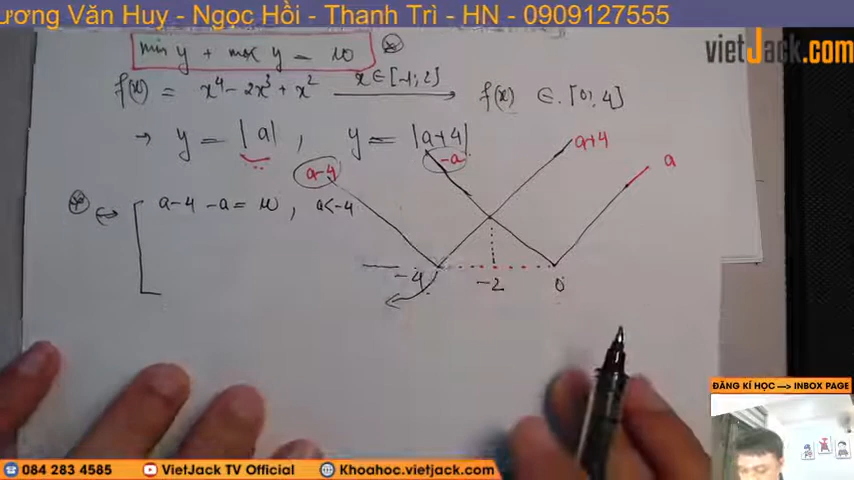 ương Văn Huy - Ngọc Hồi - Thanh Trì - HN - 0909127555
vietJack.com
min y + max y = 10 ⊛
f(x) = x⁴ - 2x³ + x² x ∈ [-1; 2] f(x) ∈ [0; 4]
→ y = |a| , y = |a+4|
a-4 -a a+4 a
⊛ ⇔ [ a-4 -a = 10 , a<-4
-4 -2 0
ĐĂNG KÍ HỌC —> INBOX PAGE
084 283 4585 VietJack TV Official Khoahoc.vietjack.com